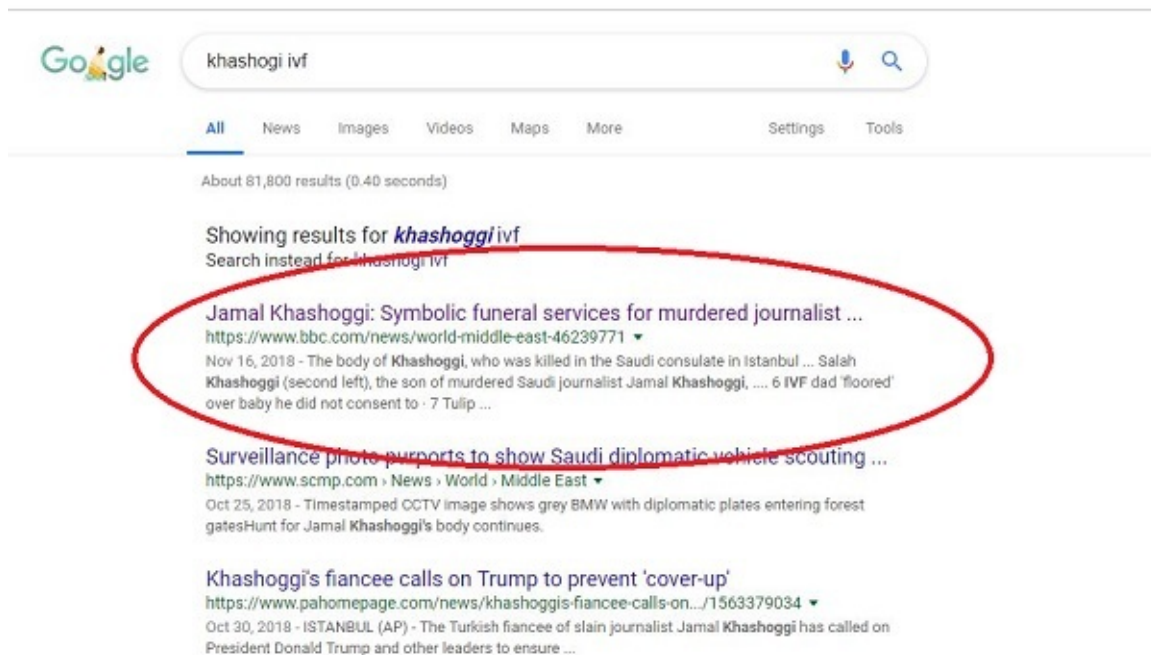 Google
khashogi ivf
All News Images Videos Maps More Settings Tools
About 81,800 results (0.40 seconds)
Showing results for khashoggi ivf
Search instead for khashogi ivf
Jamal Khashoggi: Symbolic funeral services for murdered journalist ...
https://www.bbc.com/news/world-middle-east-46239771
Nov 16, 2018 - The body of Khashoggi, who was killed in the Saudi consulate in Istanbul ... Salah
Khashoggi (second left), the son of murdered Saudi journalist Jamal Khashoggi, .... 6 IVF dad 'floored'
over baby he did not consent to · 7 Tulip ...
Surveillance photo purports to show Saudi diplomatic vehicle scouting ...
https://www.scmp.com › News › World › Middle East
Oct 25, 2018 - Timestamped CCTV image shows grey BMW with diplomatic plates entering forest
gatesHunt for Jamal Khashoggi's body continues.
Khashoggi's fiancee calls on Trump to prevent 'cover-up'
https://www.pahomepage.com/news/khashoggis-fiancee-calls-on.../1563379034
Oct 30, 2018 - ISTANBUL (AP) - The Turkish fiancee of slain journalist Jamal Khashoggi has called on
President Donald Trump and other leaders to ensure ...